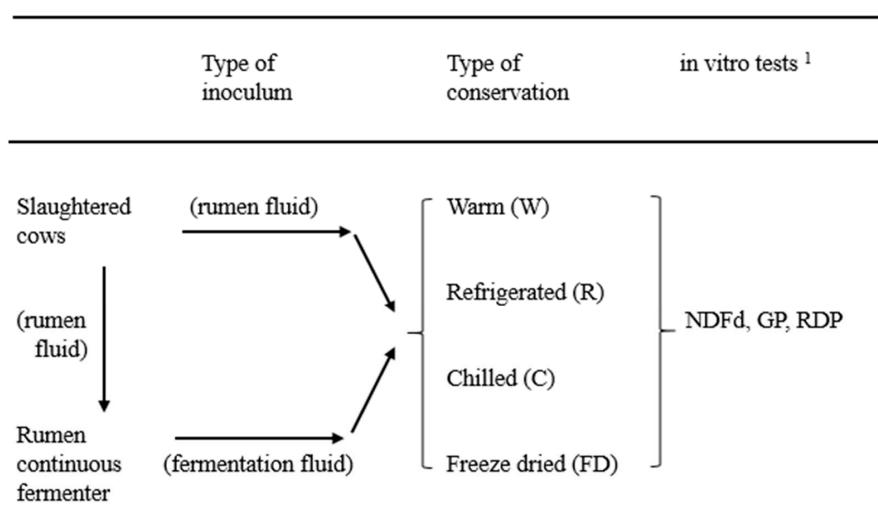 Type of
inoculum
Type of
conservation
in vitro tests 1
Slaughtered
cows
(rumen fluid)
Warm (W)
Refrigerated (R)
(rumen
fluid)
NDFd, GP, RDP
Chilled (C)
Rumen
continuous
fermenter
(fermentation fluid)
Freeze dried (FD)